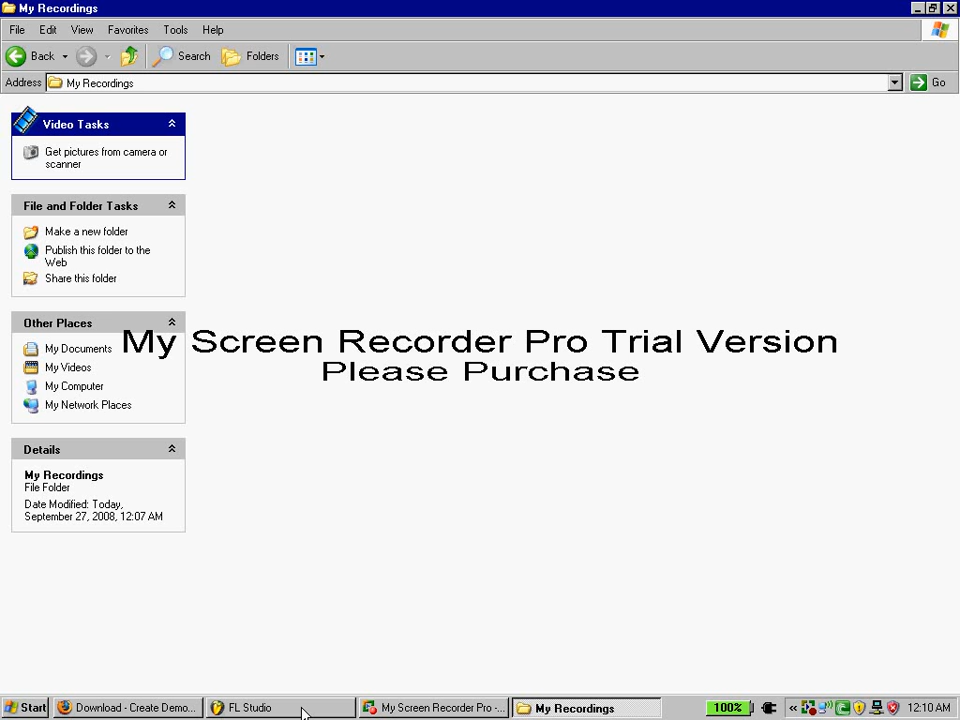 My Recordings
File Edit View Favorites Tools Help
Back Search Folders
Address My Recordings Go
Video Tasks
Get pictures from camera or
scanner
File and Folder Tasks
Make a new folder
Publish this folder to the
Web
Share this folder
Other Places
My Documents
My Videos
My Computer
My Network Places
My Screen Recorder Pro Trial Version
Please Purchase
Details
My Recordings
File Folder
Date Modified: Today,
September 27, 2008, 12:07 AM
Start Download - Create Demo... FL Studio My Screen Recorder Pro -... My Recordings 100% 12:10 AM